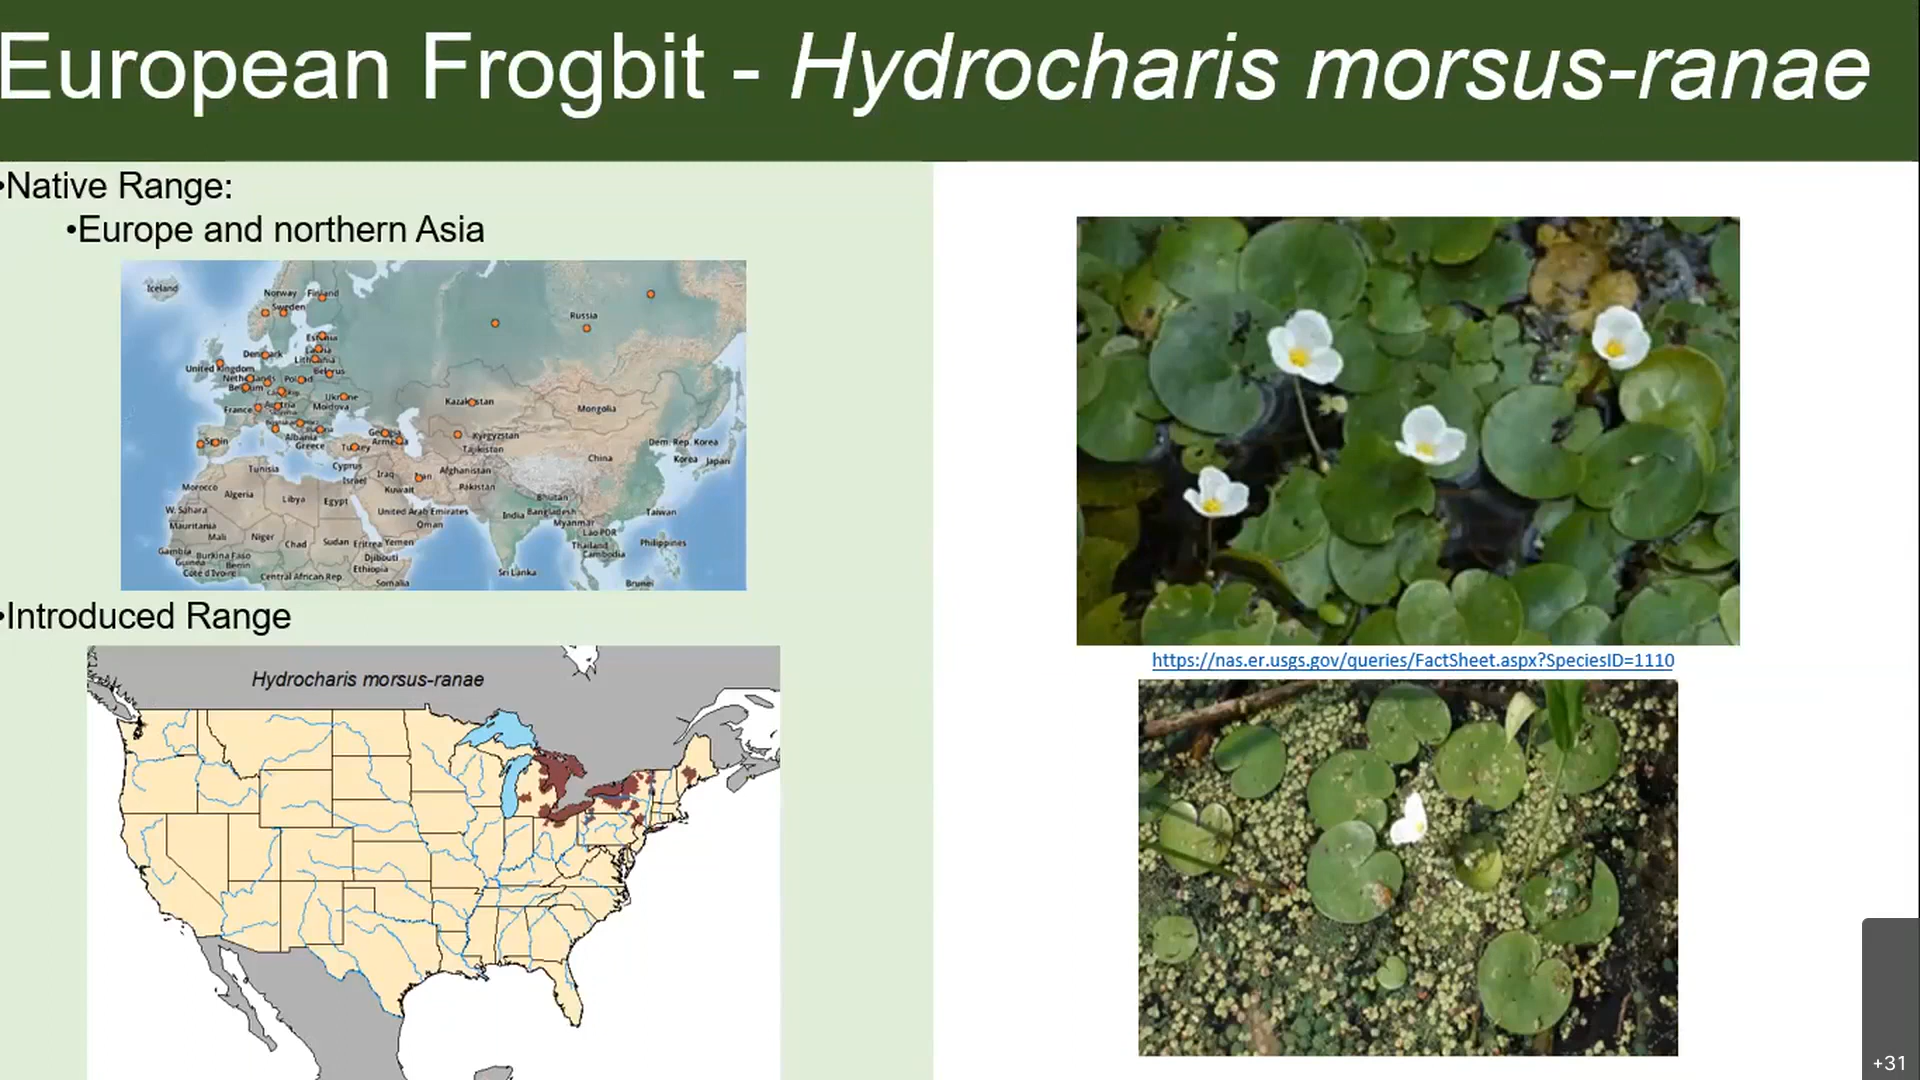 European Frogbit - Hydrocharis morsus-ranae
•Native Range:
•Europe and northern Asia
Iceland
Norway
Finland
Sweden
Russia
Estonia
Denmark
Lithuania
United Kingdom
Belarus
Netherlands
Poland
Belgium
Ukraine
France
Moldova
Kazakhstan
Mongolia
Albania
Georgia
Armenia
Greece
Turkey
Spain
Kyrgyzstan
Tajikistan
Dem. Rep. Korea
Korea
Japan
China
Tunisia
Cyprus
Israel
Iraq
Iran
Afghanistan
Morocco
Algeria
Libya
Egypt
Kuwait
Pakistan
Bhutan
W. Sahara
United Arab Emirates
India
Bangladesh
Taiwan
Mauritania
Oman
Myanmar
Mali
Niger
Chad
Sudan
Eritrea
Yemen
Lao PDR
Thailand
Philippines
Gambia
Burkina Faso
Djibouti
Cambodia
Guinea
Benin
Ethiopia
Côte d'Ivoire
Central African Rep.
Somalia
Sri Lanka
Brunei
•Introduced Range
Hydrocharis morsus-ranae
https://nas.er.usgs.gov/queries/FactSheet.aspx?SpeciesID=1110
+31